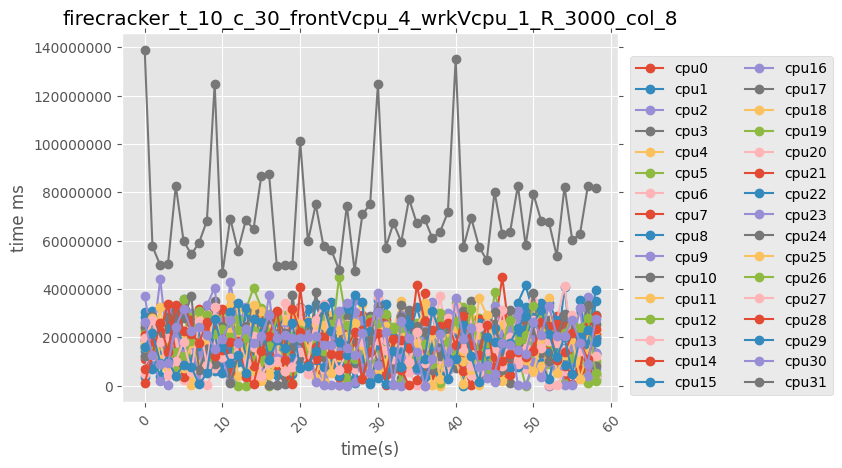 firecracker_t_10_c_30_frontVcpu_4_wrkVcpu_1_R_3000_col_8
140000000
120000000
100000000
80000000
60000000
40000000
20000000
0
time ms
0 10 20 30 40 50 60
time(s)
cpu0 cpu16
cpu1 cpu17
cpu2 cpu18
cpu3 cpu19
cpu4 cpu20
cpu5 cpu21
cpu6 cpu22
cpu7 cpu23
cpu8 cpu24
cpu9 cpu25
cpu10 cpu26
cpu11 cpu27
cpu12 cpu28
cpu13 cpu29
cpu14 cpu30
cpu15 cpu31